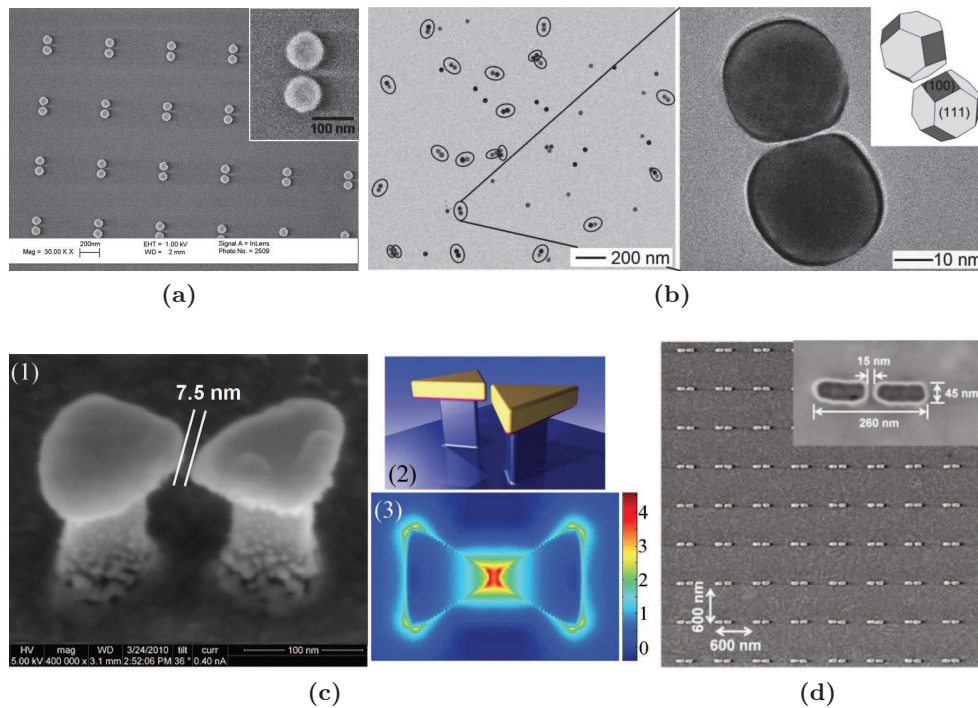 100 nm
Mag = 30.00 K X
200nm
EHT = 1.00 kV
WD = 2 mm
Signal A = InLens
Photo No. = 2509
(a)
200 nm
(100)
(111)
10 nm
(b)
(1)
7.5 nm
HV mag WD 3/24/2010 tilt curr
5.00 kV 400 000 x 3.1 mm 2:52:06 PM 36 ° 0.40 nA
100 nm
(2)
(3)
4
3
2
1
0
(c)
15 nm
45 nm
260 nm
600 nm
600 nm
(d)